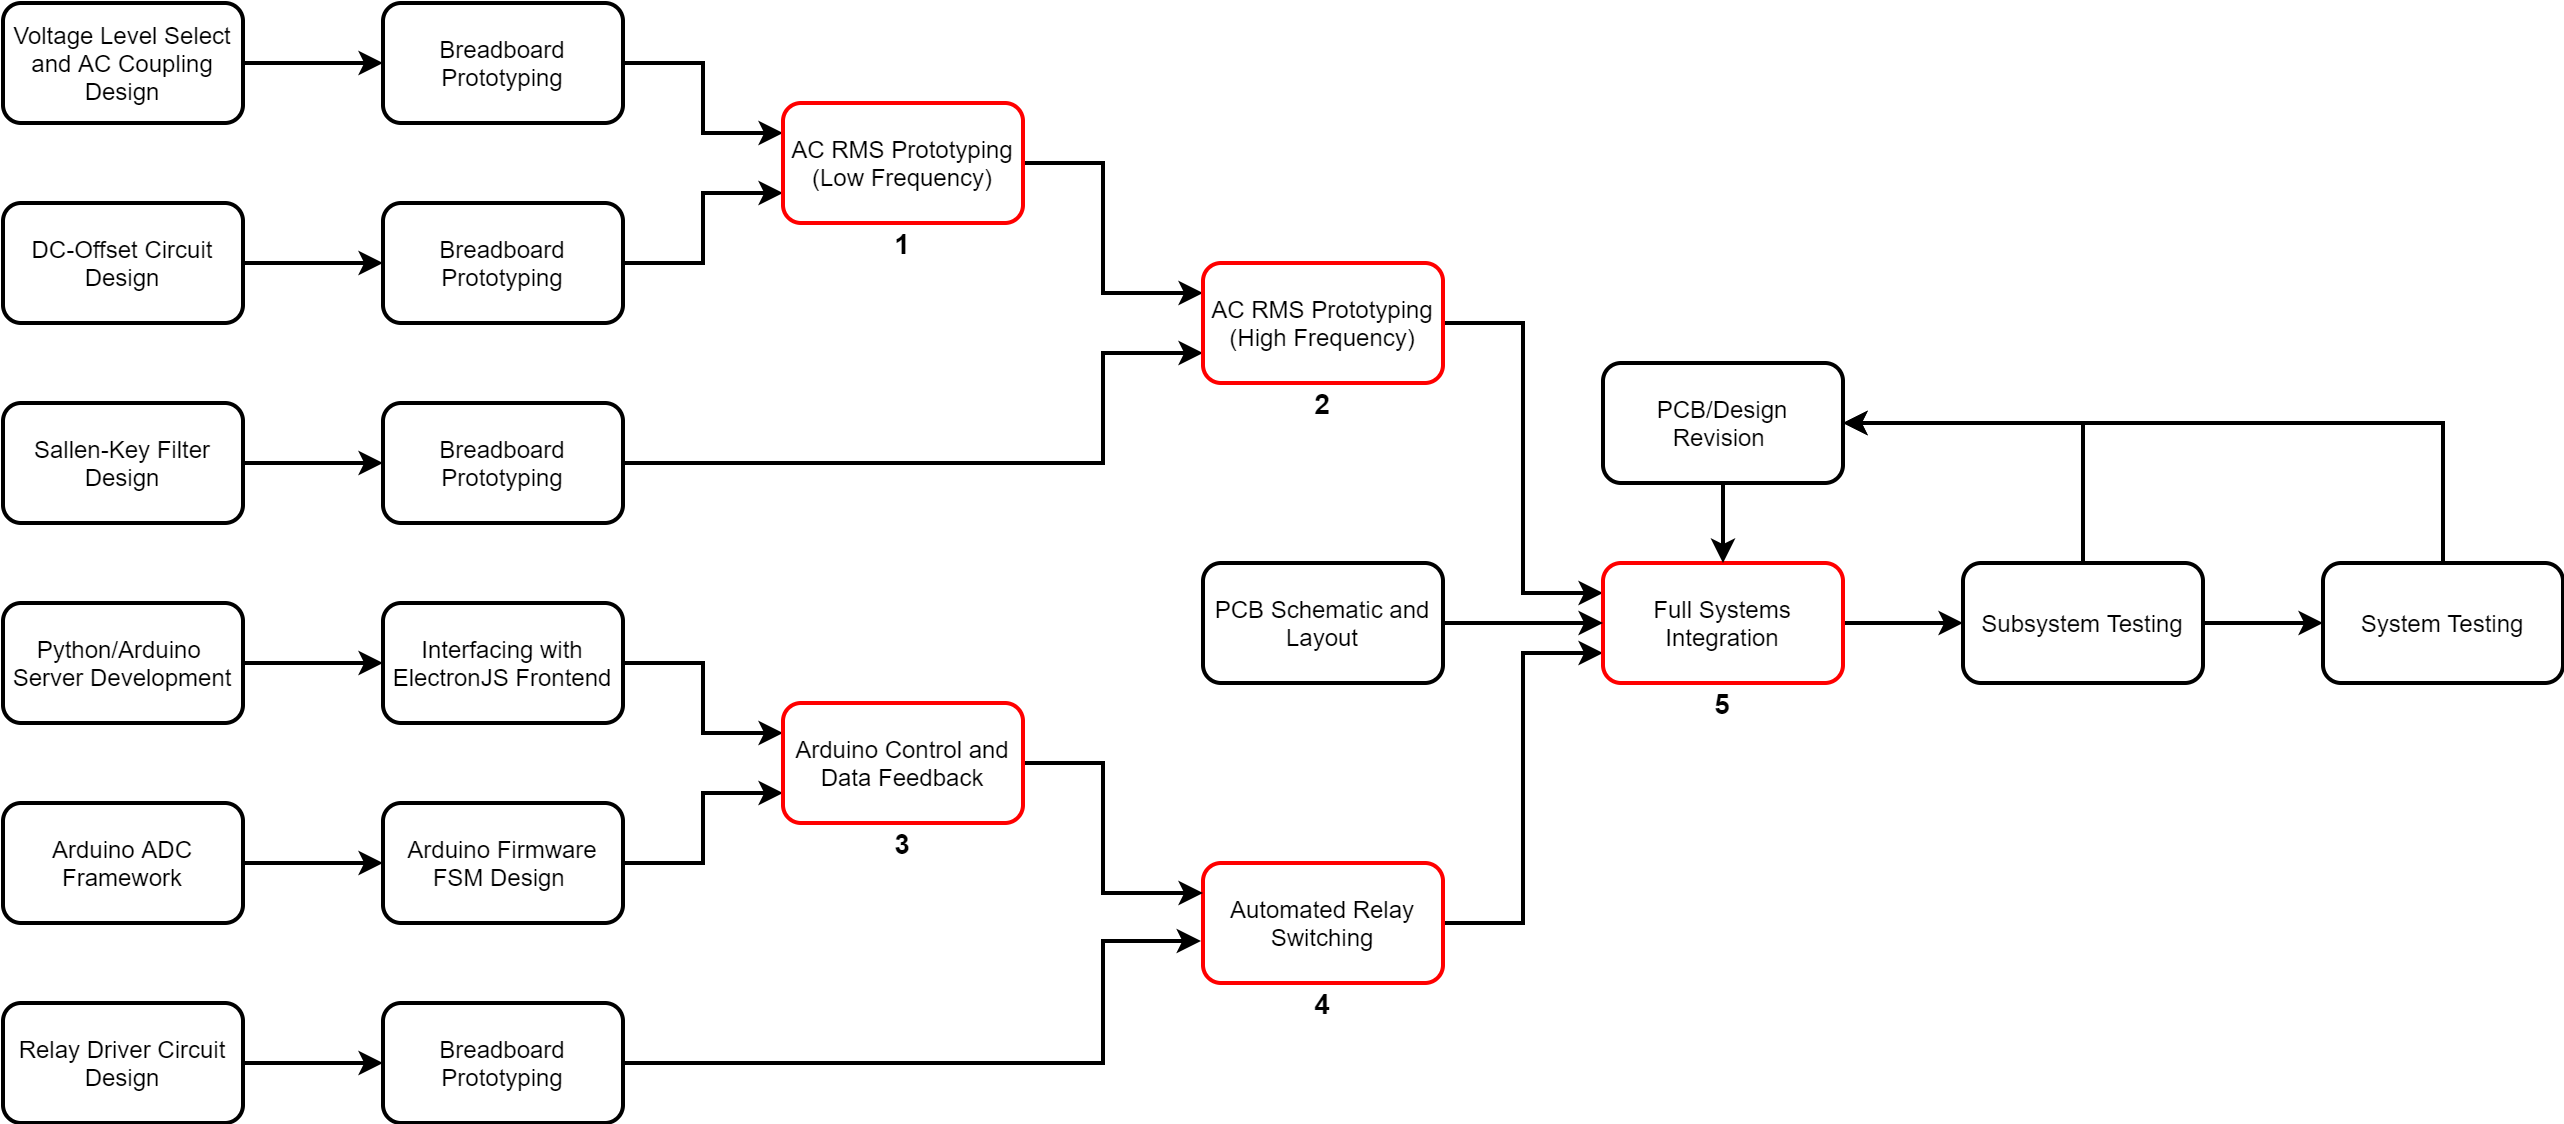 Voltage Level Select
and AC Coupling
Design
Breadboard
Prototyping
AC RMS Prototyping
(Low Frequency)
1
DC-Offset Circuit
Design
Breadboard
Prototyping
AC RMS Prototyping
(High Frequency)
2
Sallen-Key Filter
Design
Breadboard
Prototyping
PCB/Design
Revision
Python/Arduino
Server Development
Interfacing with
ElectronJS Frontend
Arduino Control and
Data Feedback
3
PCB Schematic and
Layout
Full Systems
Integration
5
Subsystem Testing
System Testing
Arduino ADC
Framework
Arduino Firmware
FSM Design
Automated Relay
Switching
4
Relay Driver Circuit
Design
Breadboard
Prototyping